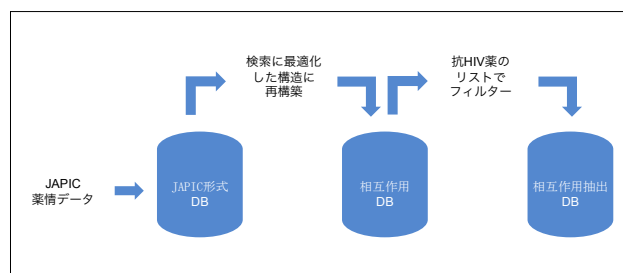 JAPIC
薬情データ
JAPIC形式
DB
検索に最適化
した構造に
再構築
相互作用
DB
抗HIV薬の
リストで
フィルター
相互作用抽出
DB